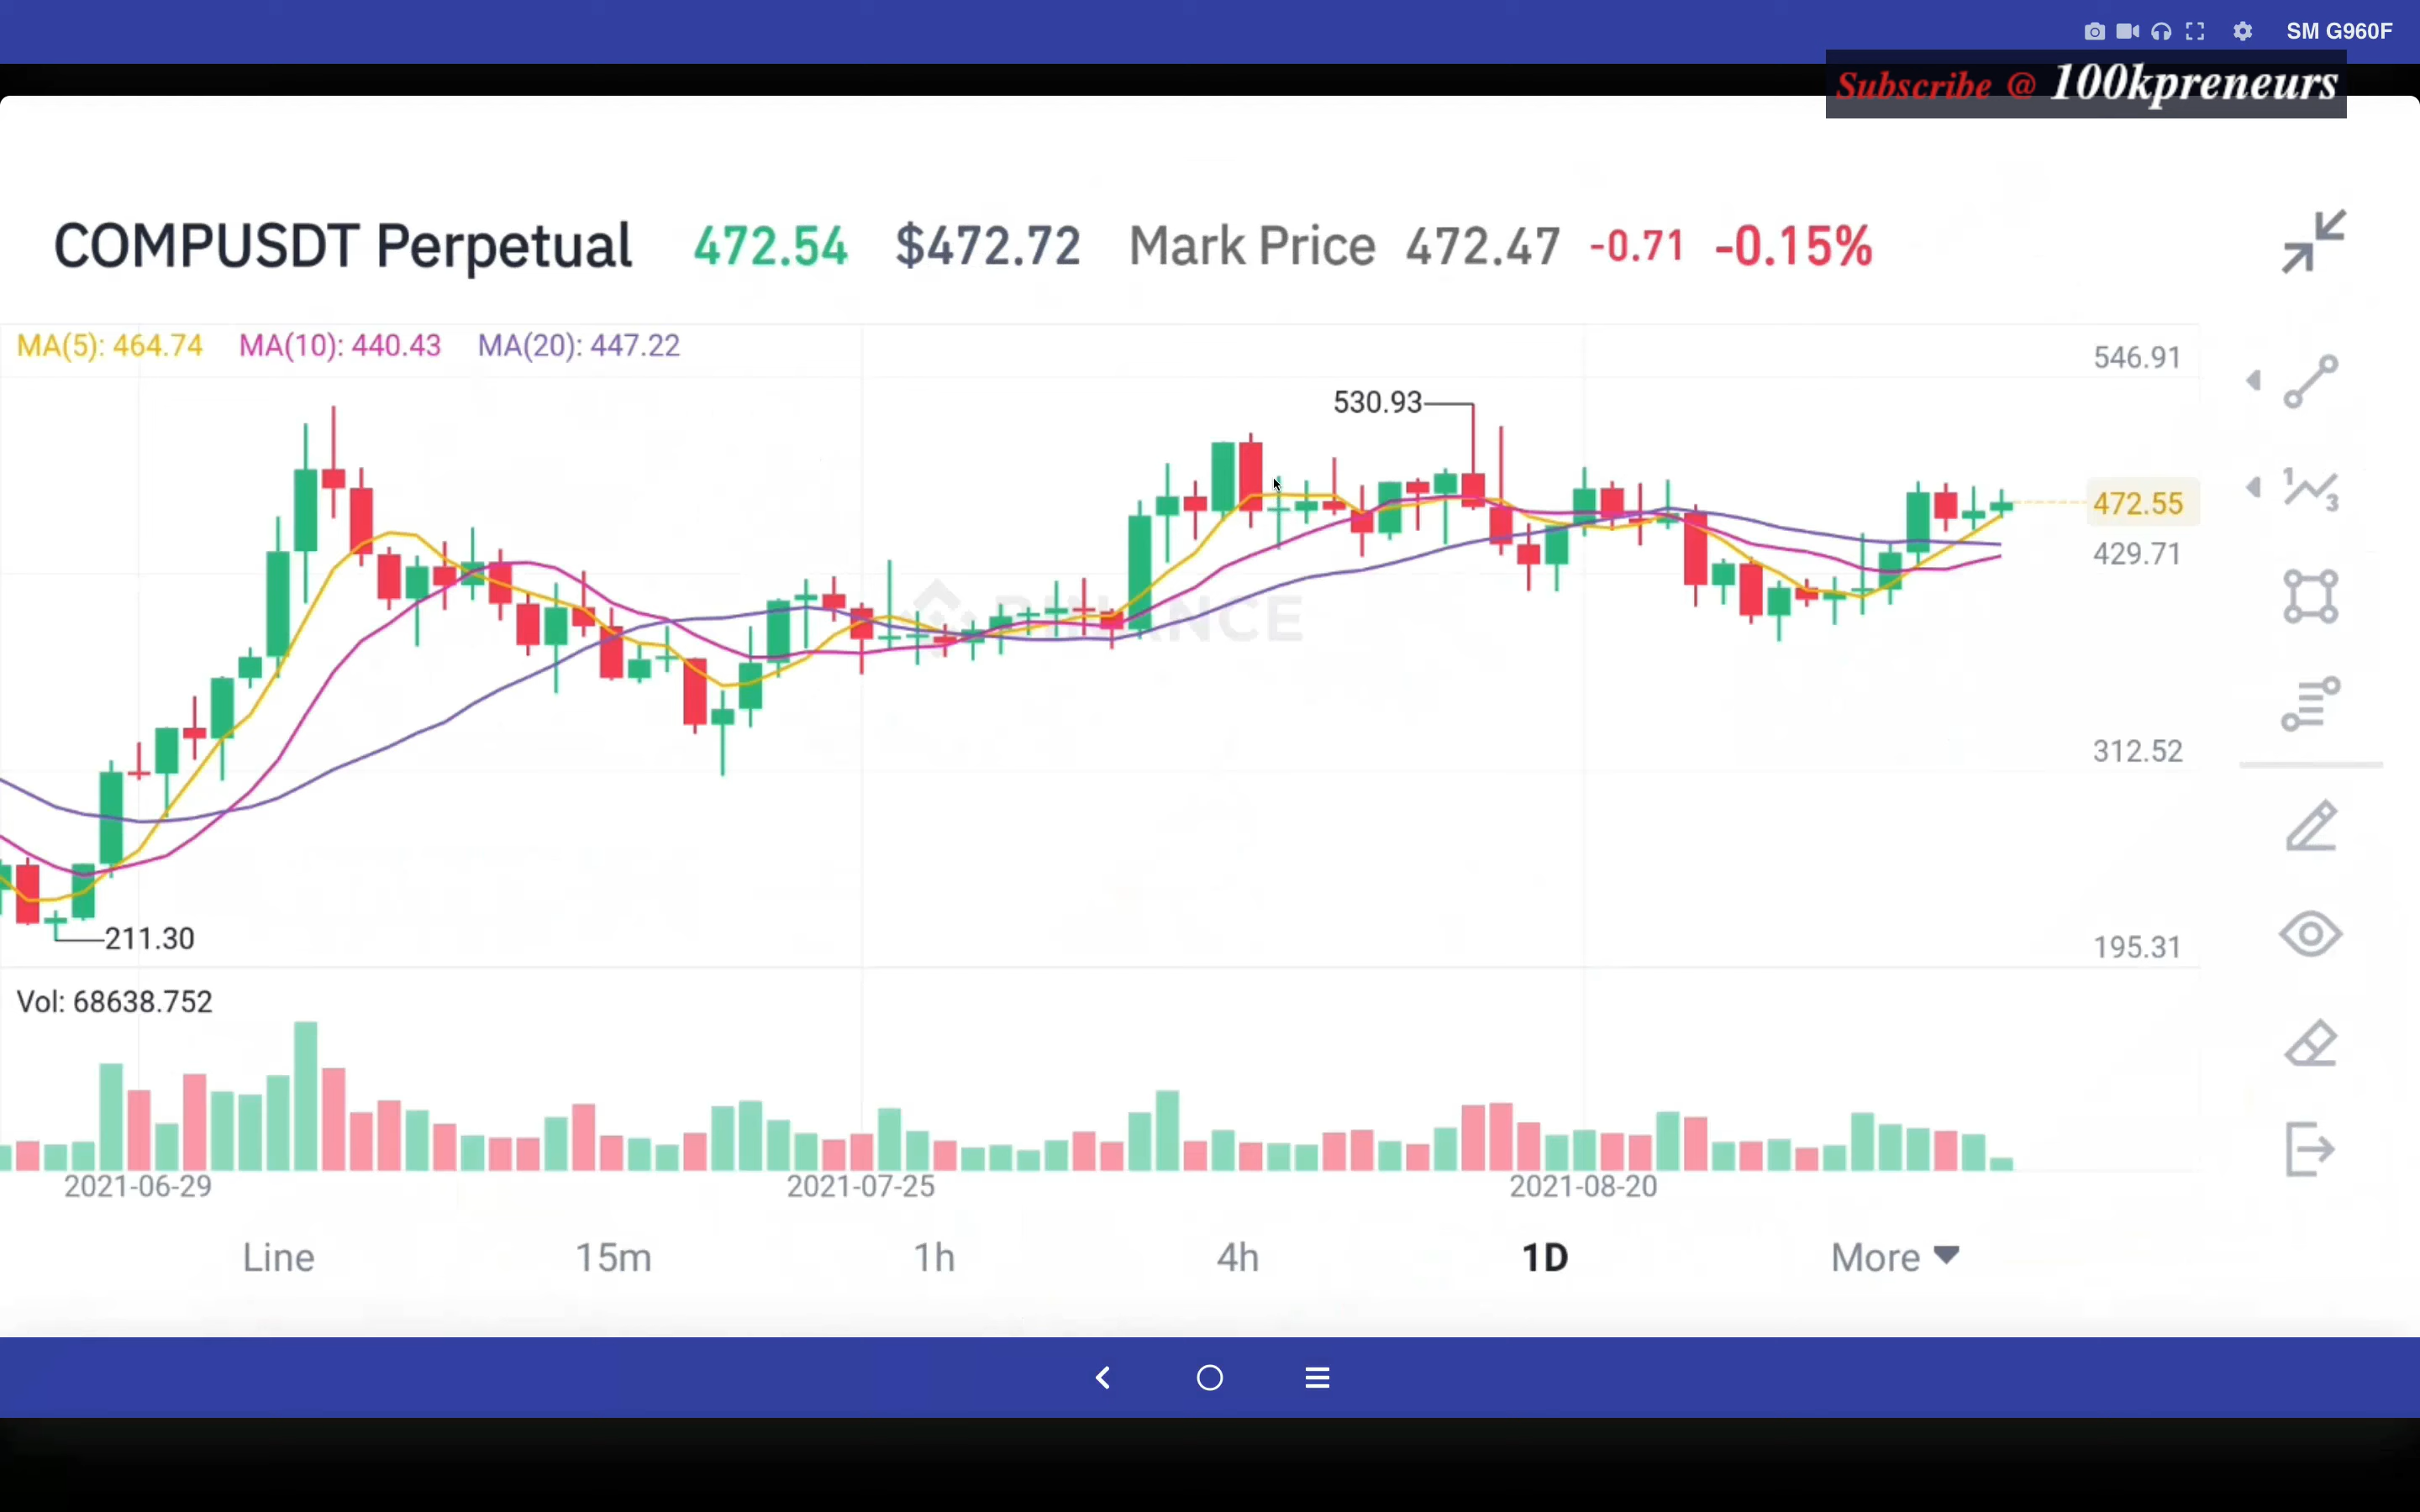 SM G960F
Subscribe @ 100kpreneurs
COMPUSDT Perpetual 472.54 $472.72 Mark Price 472.47 -0.71 -0.15%
MA(5): 464.74 MA(10): 440.43 MA(20): 447.22
546.91
530.93
472.55
429.71
BINANCE
312.52
211.30
195.31
Vol: 68638.752
2021-06-29 2021-07-25 2021-08-20
Line 15m 1h 4h 1D More